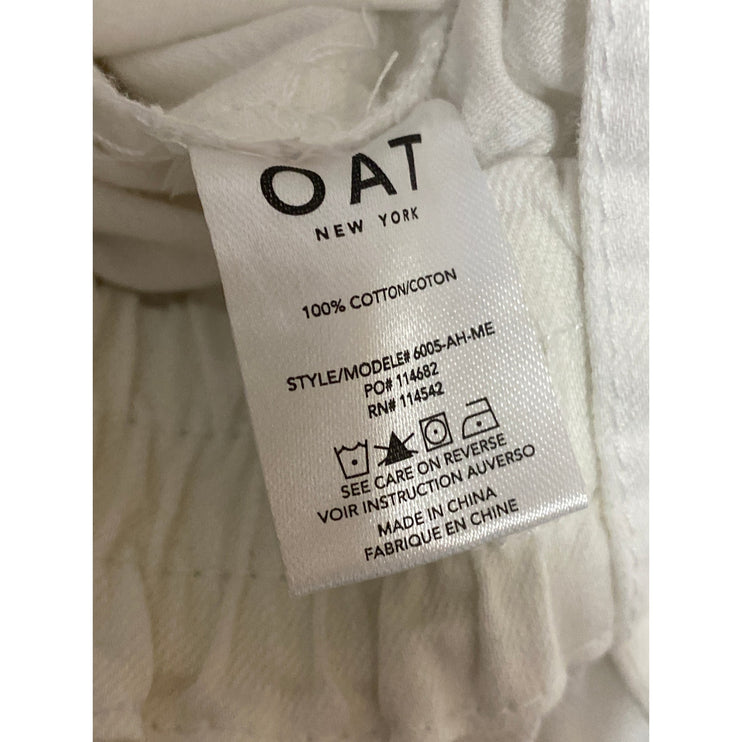 OAT
NEW YORK
100% COTTON/COTON
STYLE/MODELE# 6005-AH-ME
PO# 114682
RN# 114542
SEE CARE ON REVERSE
VOIR INSTRUCTION AUVERSO
MADE IN CHINA
FABRIQUE EN CHINE